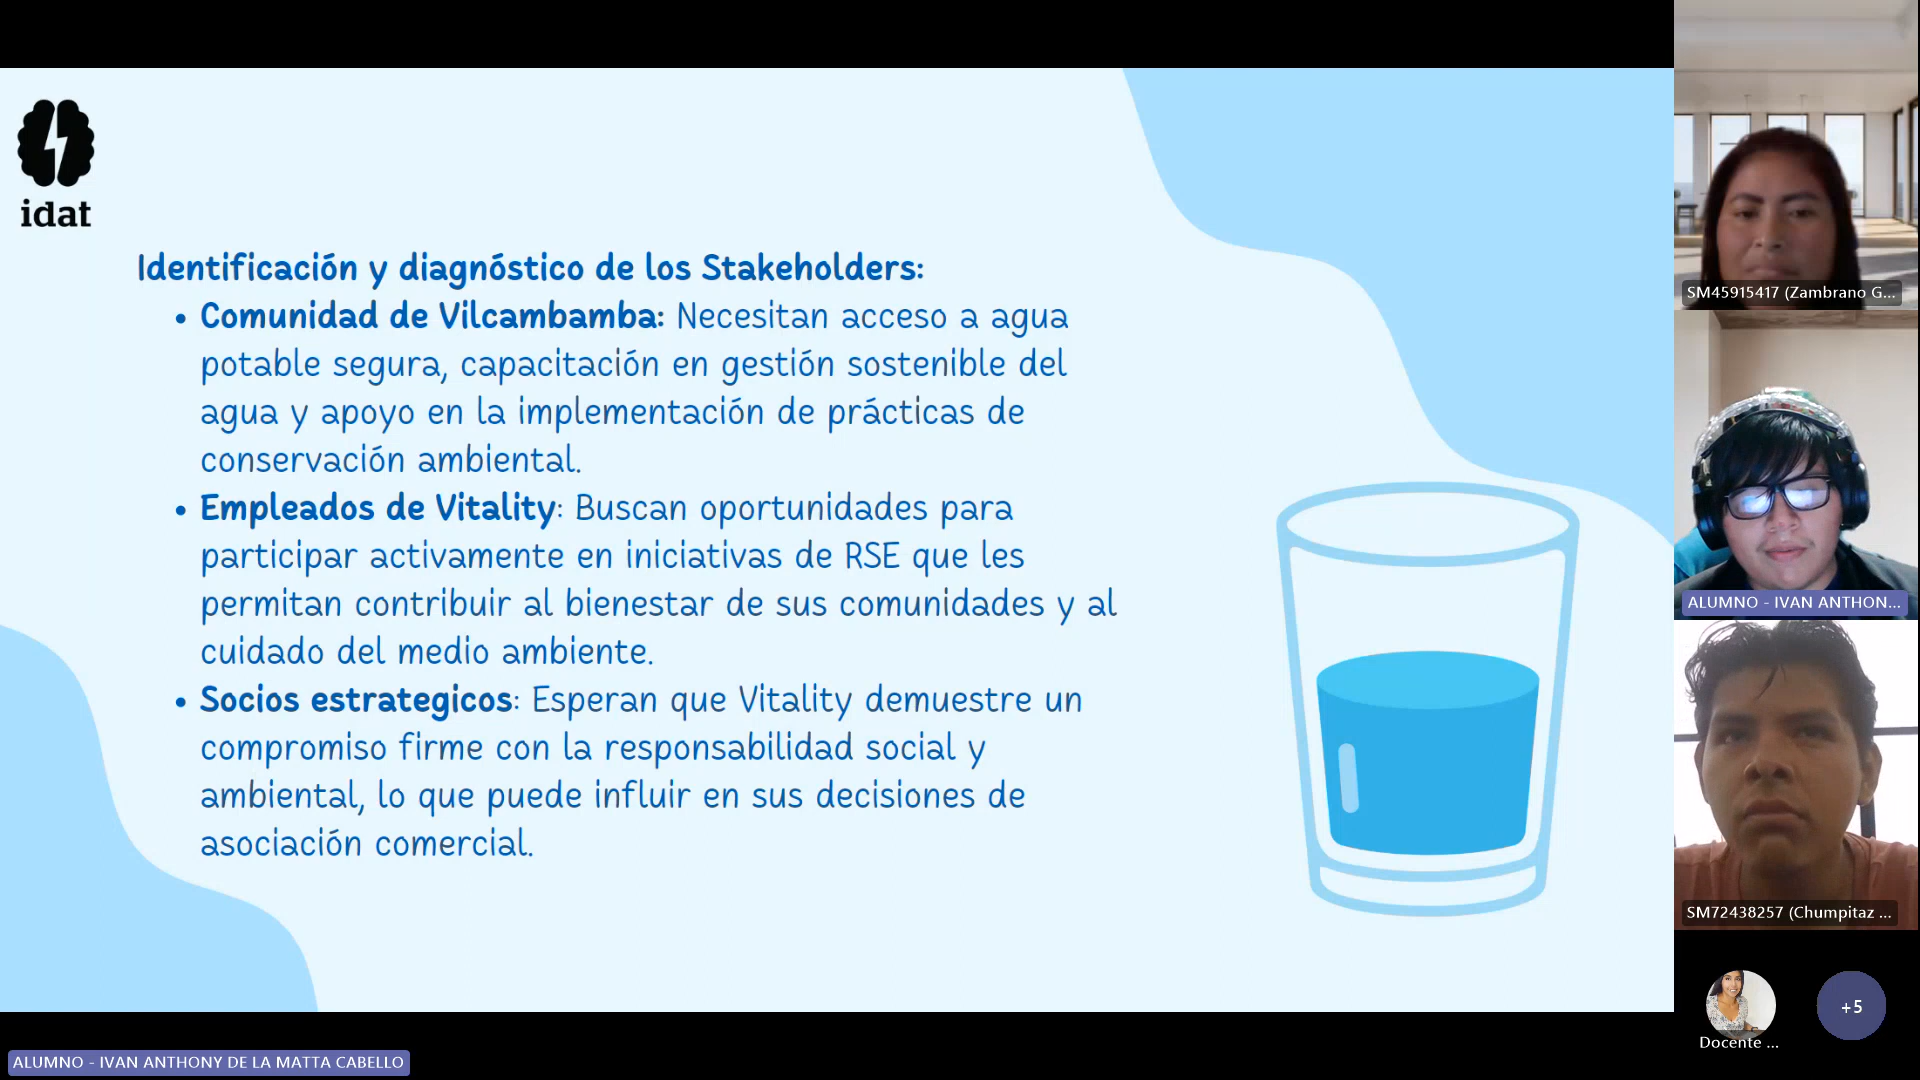 idat
Identificación y diagnóstico de los Stakeholders:
• Comunidad de Vilcambamba: Necesitan acceso a agua
potable segura, capacitación en gestión sostenible del
agua y apoyo en la implementación de prácticas de
conservación ambiental.
• Empleados de Vitality: Buscan oportunidades para
participar activamente en iniciativas de RSE que les
permitan contribuir al bienestar de sus comunidades y al
cuidado del medio ambiente.
• Socios estrategicos: Esperan que Vitality demuestre un
compromiso firme con la responsabilidad social y
ambiental, lo que puede influir en sus decisiones de
asociación comercial.
SM45915417 (Zambrano G...
ALUMNO - IVAN ANTHON...
SM72438257 (Chumpitaz ...
Docente ...
+5
ALUMNO - IVAN ANTHONY DE LA MATTA CABELLO